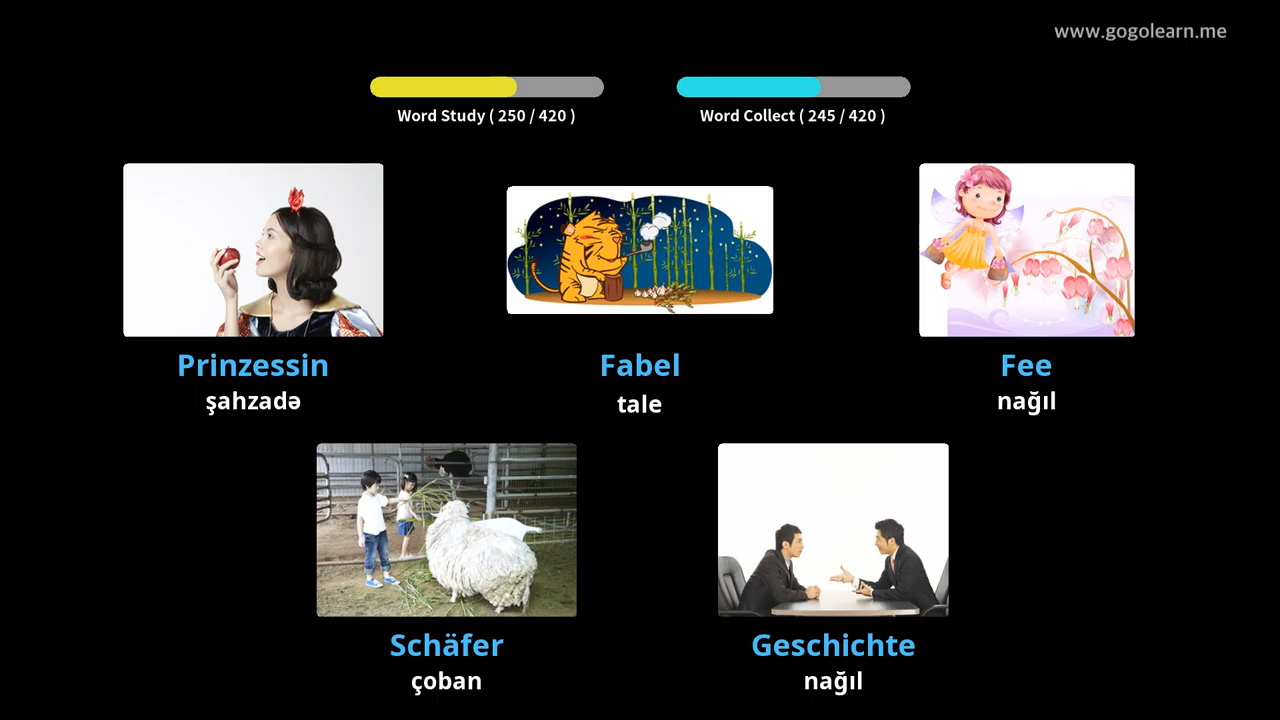 www.gogolearn.me
Word Study ( 250 / 420 )
Word Collect ( 245 / 420 )
Prinzessin
şahzadə
Fabel
tale
Fee
nağıl
Schäfer
çoban
Geschichte
nağıl